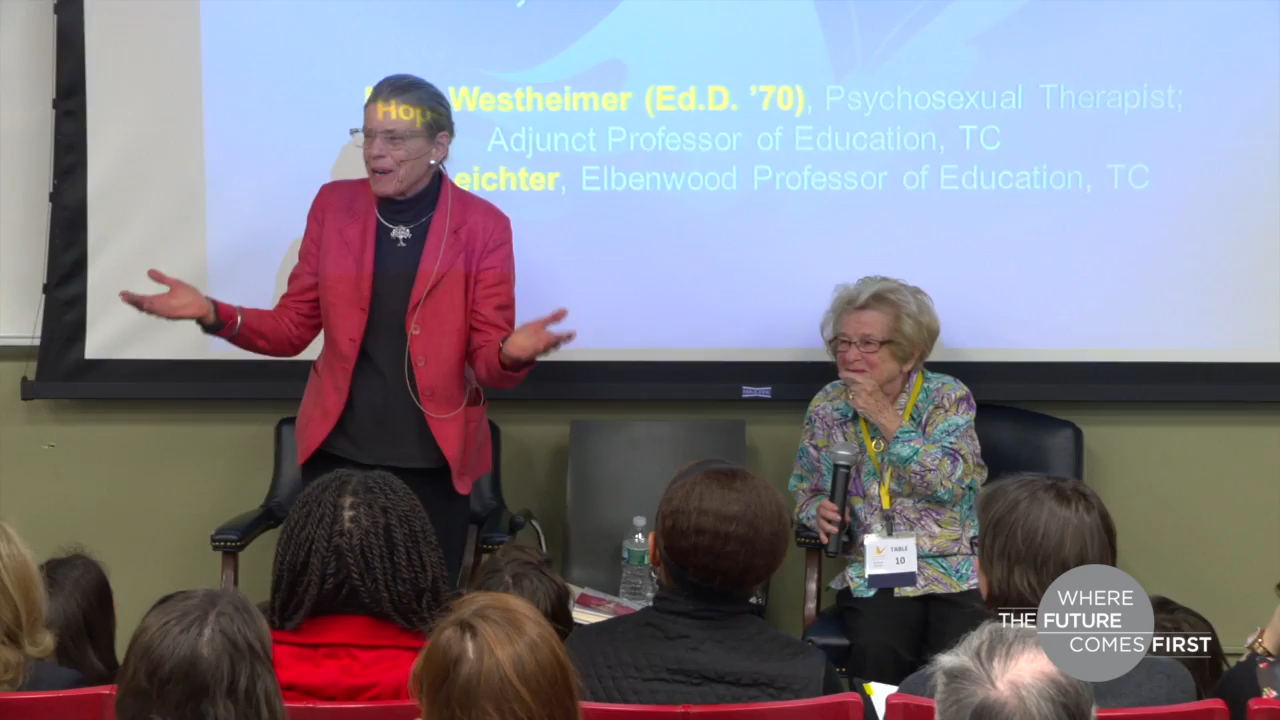 Westheimer (Ed.D. ’70), Psychosexual Therapist;
Adjunct Professor of Education, TC
Hop
eichter, Elbenwood Professor of Education, TC
TABLE
10
WHERE
THE FUTURE
COMES FIRST